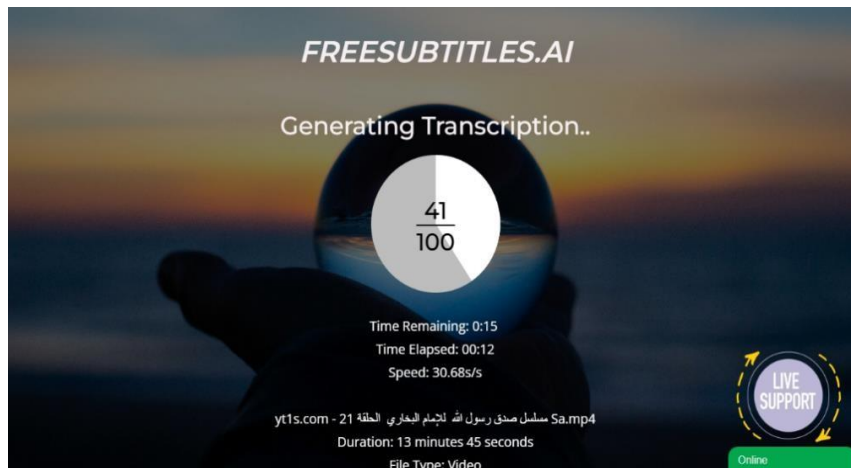 FREESUBTITLES.AI
Generating Transcription..
41
100
Time Remaining: 0:15
Time Elapsed: 00:12
Speed: 30.68s/s
yt1s.com - 21 مسلسل صدق رسول الله للإمام البخاري الحلقة Sa.mp4
Duration: 13 minutes 45 seconds
File Type: Video
LIVE
SUPPORT
Online